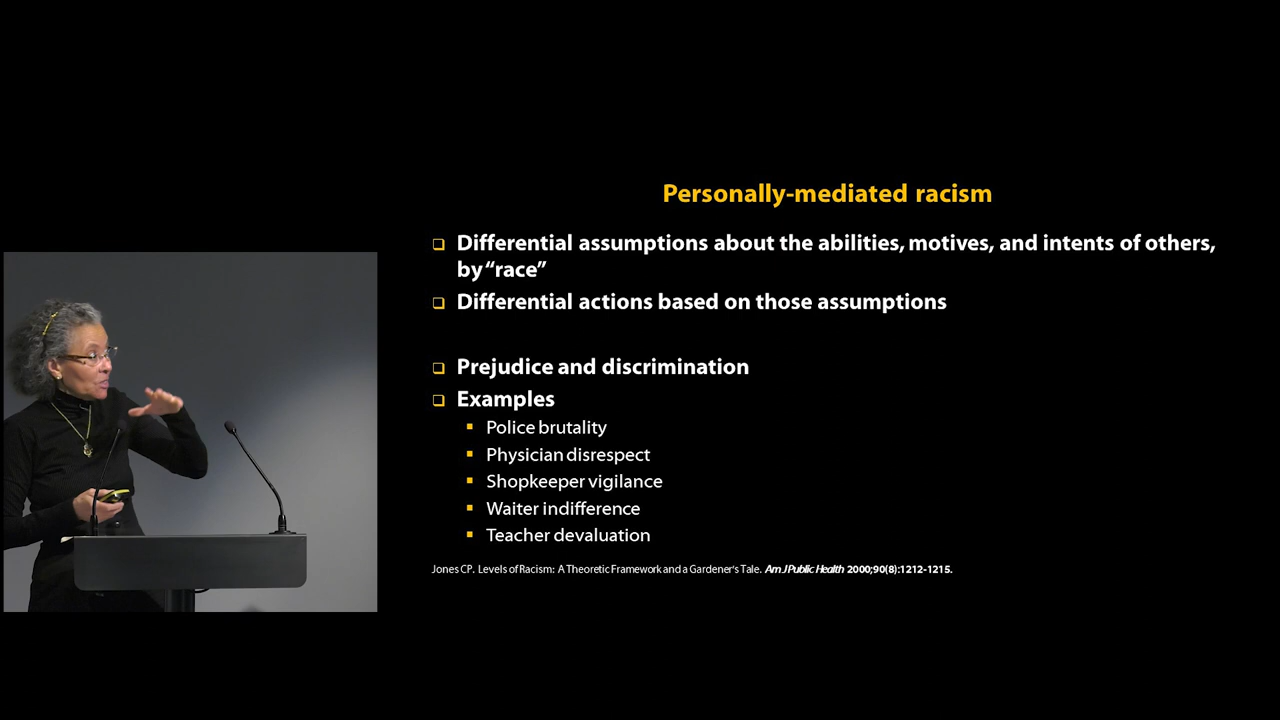 Personally-mediated racism
❑ Differential assumptions about the abilities, motives, and intents of others,
by “race”
❑ Differential actions based on those assumptions
❑ Prejudice and discrimination
❑ Examples
▪ Police brutality
▪ Physician disrespect
▪ Shopkeeper vigilance
▪ Waiter indifference
▪ Teacher devaluation
Jones CP. Levels of Racism: A Theoretic Framework and a Gardener's Tale. Am J Public Health 2000;90(8):1212-1215.